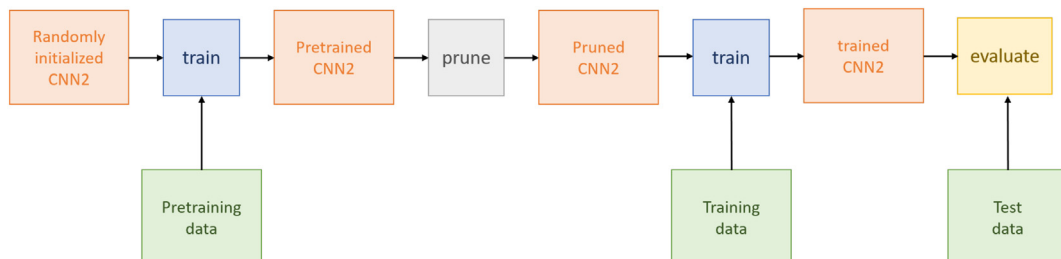 Randomly
initialized
CNN2
train
Pretrained
CNN2
prune
Pruned
CNN2
train
trained
CNN2
evaluate
Pretraining
data
Training
data
Test
data